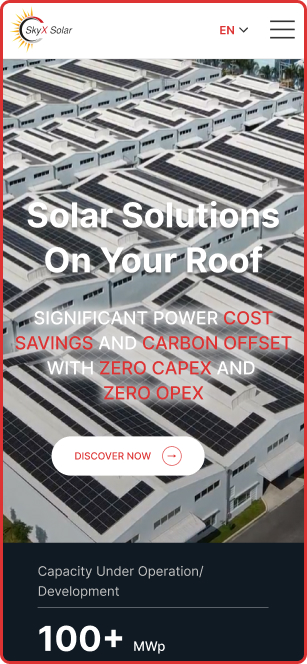 SkyX Solar
EN
Solar Solutions
On Your Roof
SIGNIFICANT POWER COST
SAVINGS AND CARBON OFFSET
WITH ZERO CAPEX AND
ZERO OPEX
DISCOVER NOW
Capacity Under Operation/
Development
100+ MWp